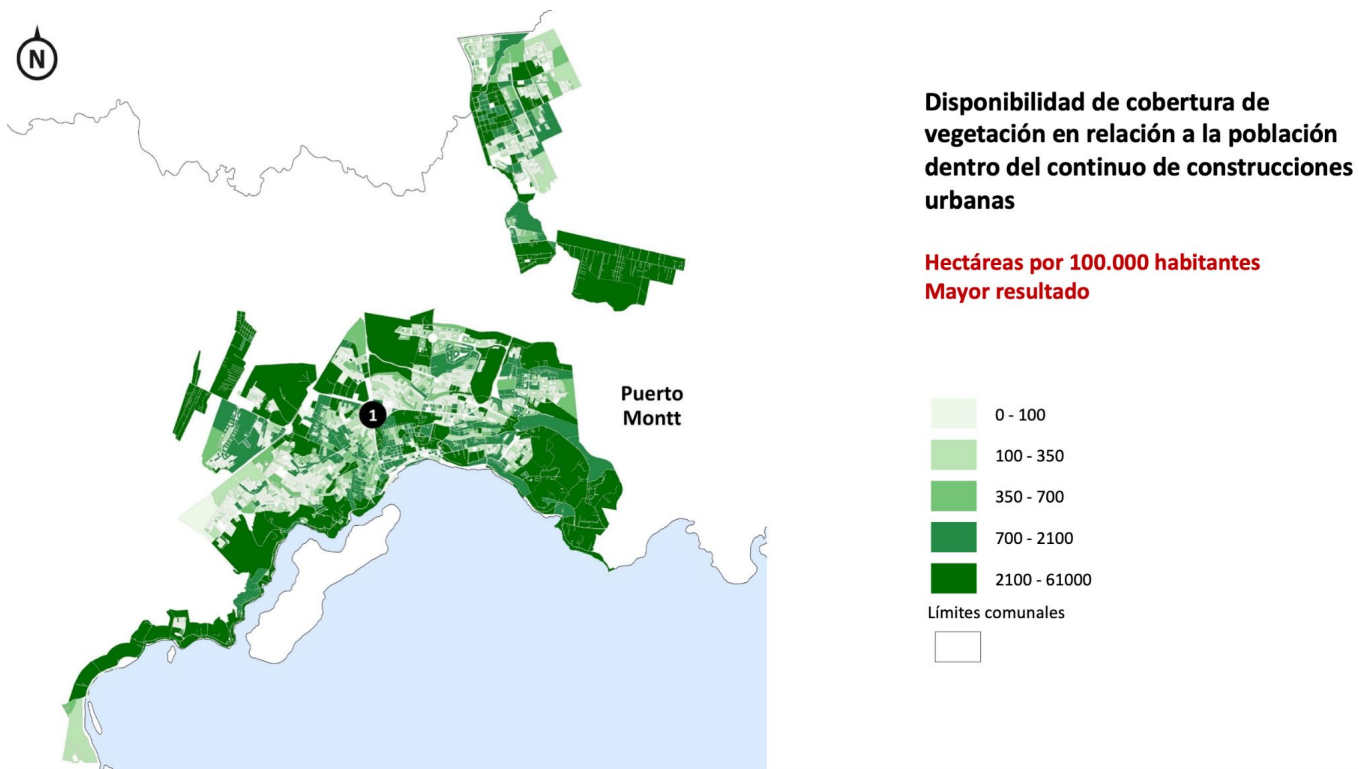 N
Disponibilidad de cobertura de
vegetación en relación a la población
dentro del continuo de construcciones
urbanas
Hectáreas por 100.000 habitantes
Mayor resultado
Puerto
Montt
1
0 - 100
100 - 350
350 - 700
700 - 2100
2100 - 61000
Límites comunales